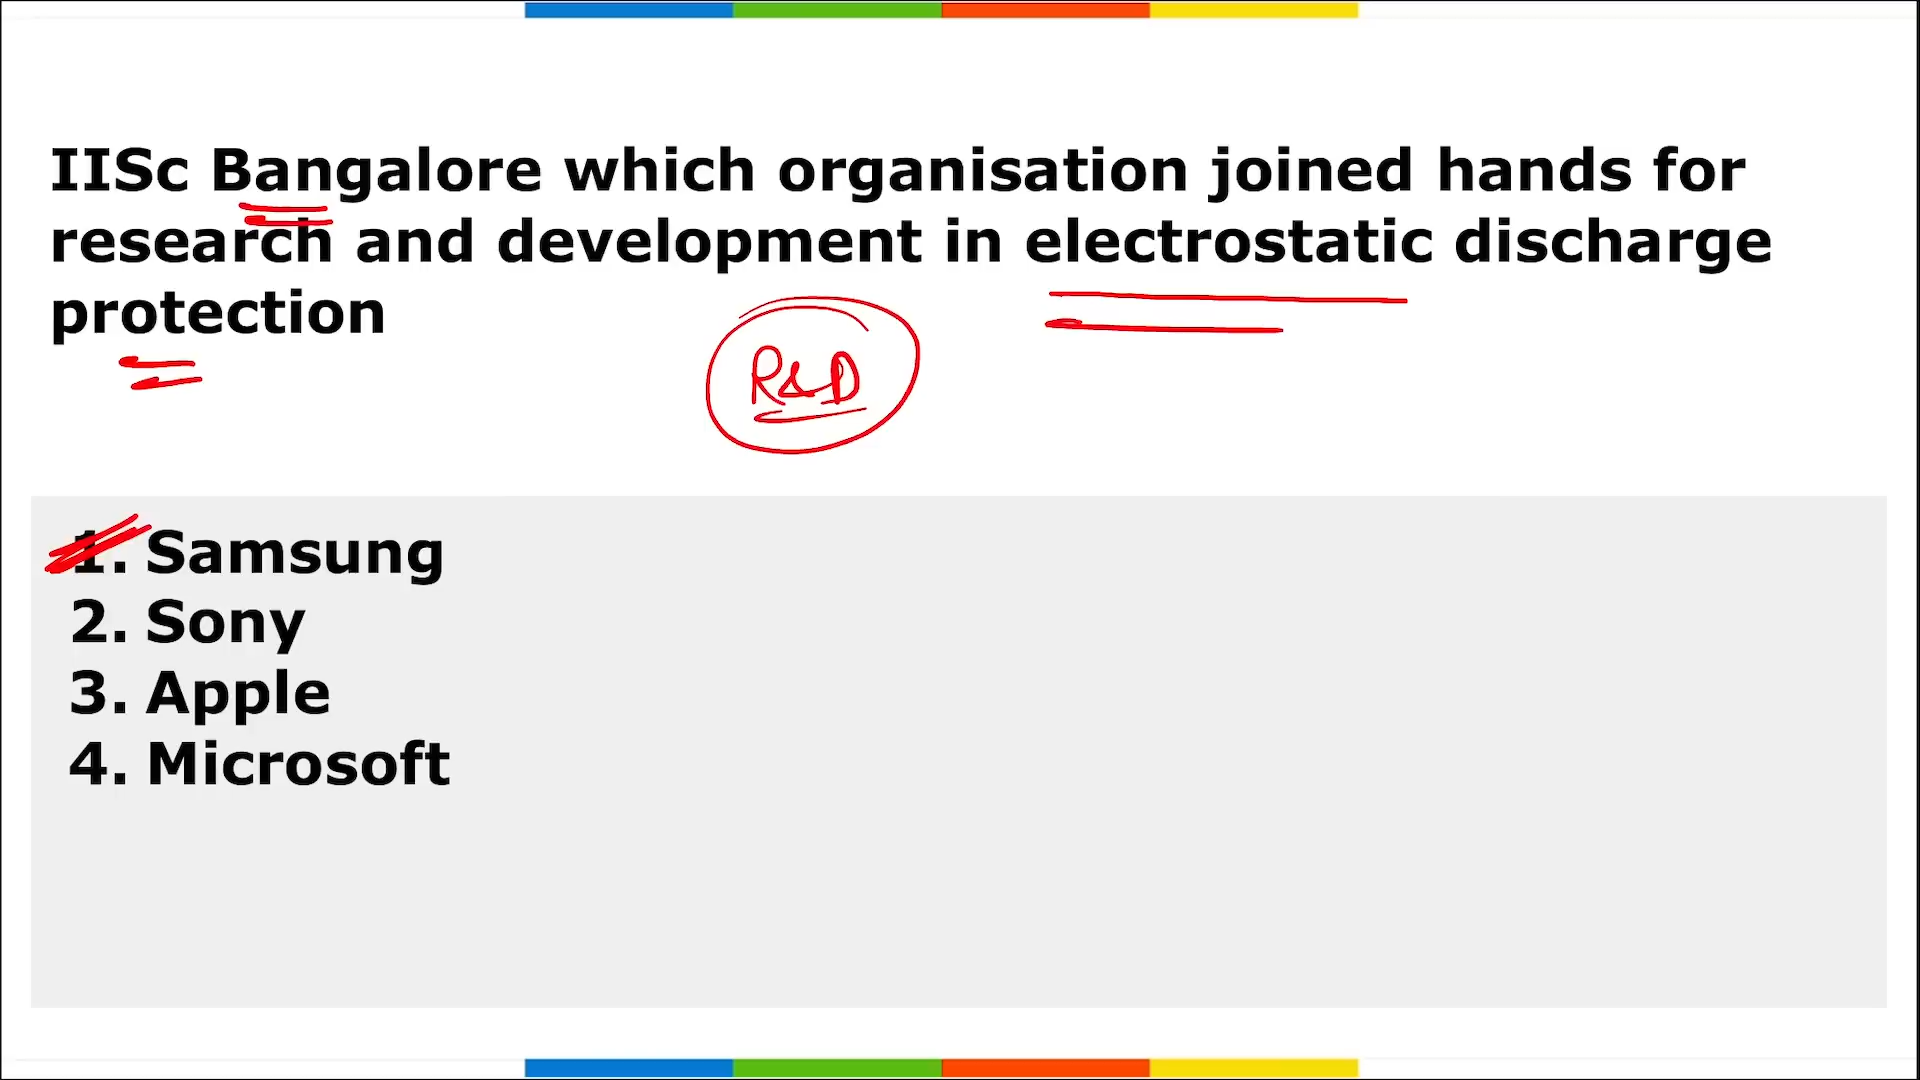 IISc Bangalore which organisation joined hands for
research and development in electrostatic discharge
protection
R&D
1. Samsung
2. Sony
3. Apple
4. Microsoft